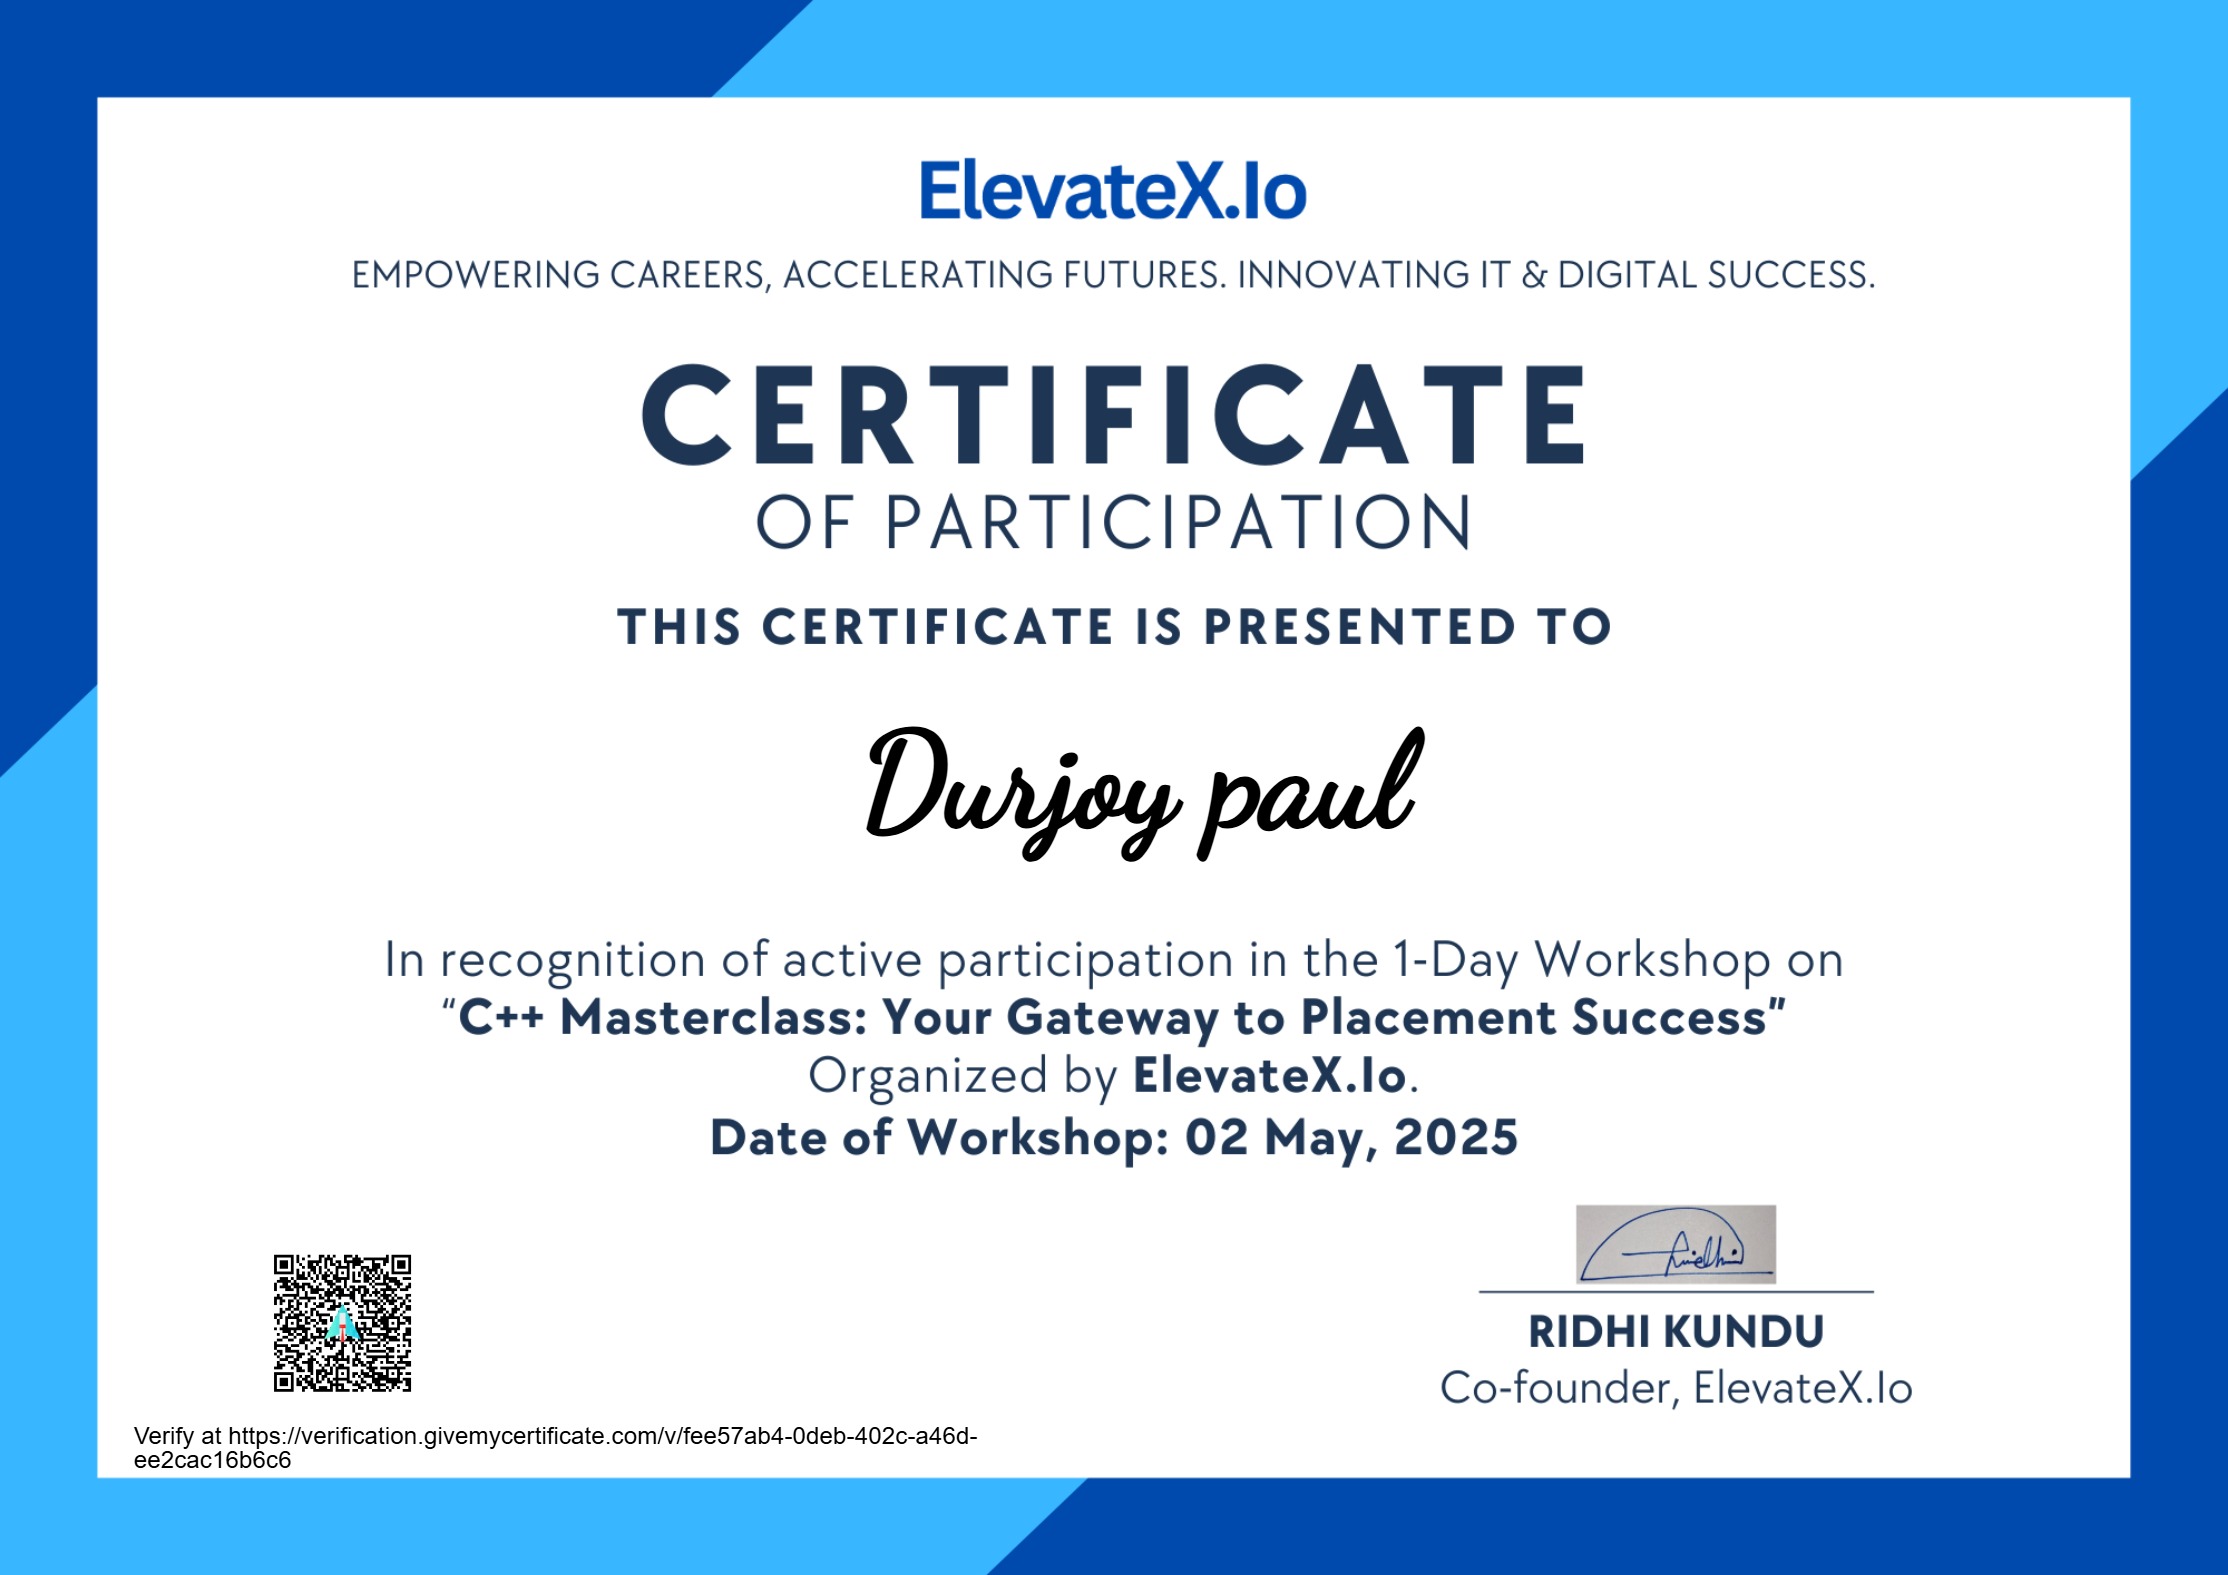 ElevateX.Io
EMPOWERING CAREERS, ACCELERATING FUTURES. INNOVATING IT & DIGITAL SUCCESS.
CERTIFICATE
OF PARTICIPATION
THIS CERTIFICATE IS PRESENTED TO
Durjoy paul
In recognition of active participation in the 1-Day Workshop on
“C++ Masterclass: Your Gateway to Placement Success”
Organized by ElevateX.Io.
Date of Workshop: 02 May, 2025
Ridhi
RIDHI KUNDU
Co-founder, ElevateX.Io
Verify at https://verification.givemycertificate.com/v/fee57ab4-0deb-402c-a46d-
ee2cac16b6c6